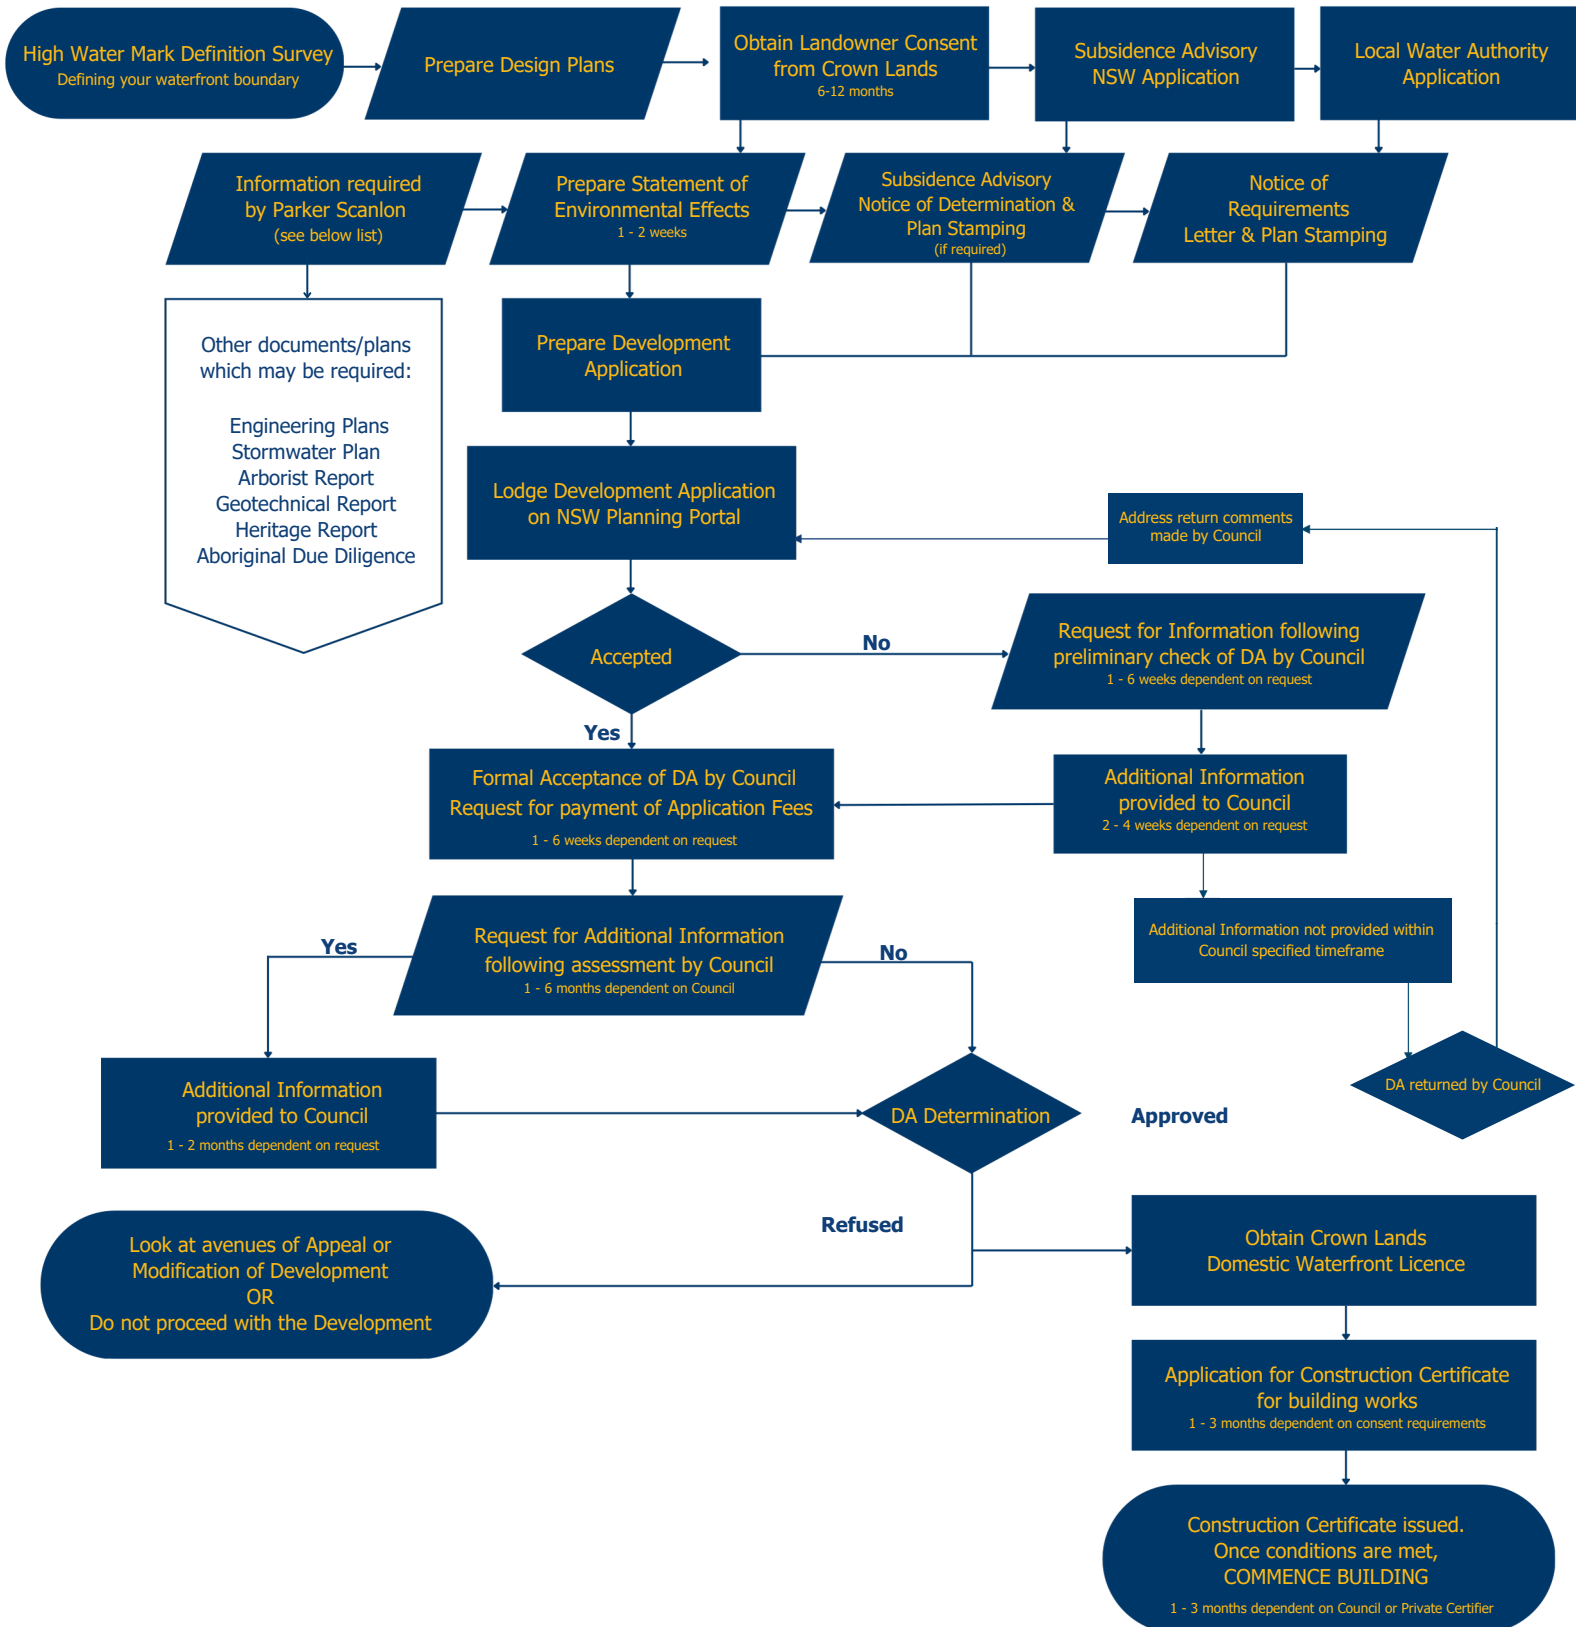 High Water Mark Definition Survey
Defining your waterfront boundary
Prepare Design Plans
Obtain Landowner Consent
from Crown Lands
6-12 months
Subsidence Advisory
NSW Application
Local Water Authority
Application
Information required
by Parker Scanlon
(see below list)
Prepare Statement of
Environmental Effects
1 - 2 weeks
Subsidence Advisory
Notice of Determination &
Plan Stamping
(if required)
Notice of
Requirements
Letter & Plan Stamping
Other documents/plans
which may be required:
Engineering Plans
Stormwater Plan
Arborist Report
Geotechnical Report
Heritage Report
Aboriginal Due Diligence
Prepare Development
Application
Lodge Development Application
on NSW Planning Portal
Address return comments
made by Council
Accepted
No
Request for Information following
preliminary check of DA by Council
1 - 6 weeks dependent on request
Yes
Formal Acceptance of DA by Council
Request for payment of Application Fees
1 - 6 weeks dependent on request
Additional Information
provided to Council
2 - 4 weeks dependent on request
Additional Information not provided within
Council specified timeframe
Yes
Request for Additional Information
following assessment by Council
1 - 6 months dependent on Council
No
DA returned by Council
Additional Information
provided to Council
1 - 2 months dependent on request
DA Determination
Approved
Refused
Look at avenues of Appeal or
Modification of Development
OR
Do not proceed with the Development
Obtain Crown Lands
Domestic Waterfront Licence
Application for Construction Certificate
for building works
1 - 3 months dependent on consent requirements
Construction Certificate issued.
Once conditions are met,
COMMENCE BUILDING
1 - 3 months dependent on Council or Private Certifier